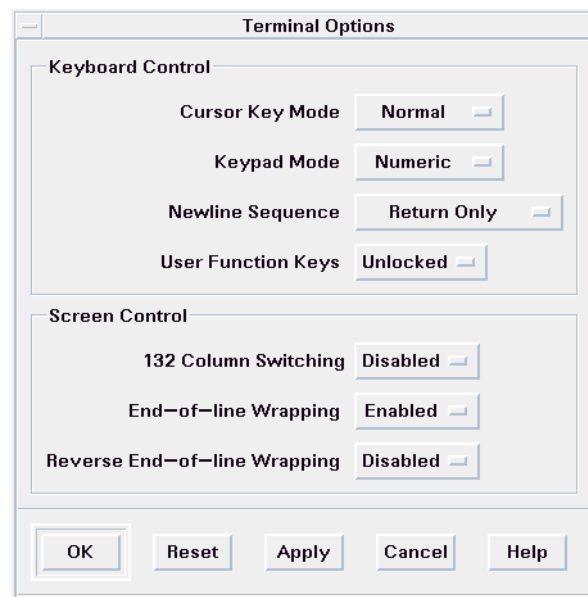 Terminal Options
Keyboard Control
Cursor Key Mode Normal
Keypad Mode Numeric
Newline Sequence Return Only
User Function Keys Unlocked
Screen Control
132 Column Switching Disabled
End−of−line Wrapping Enabled
Reverse End−of−line Wrapping Disabled
OK Reset Apply Cancel Help